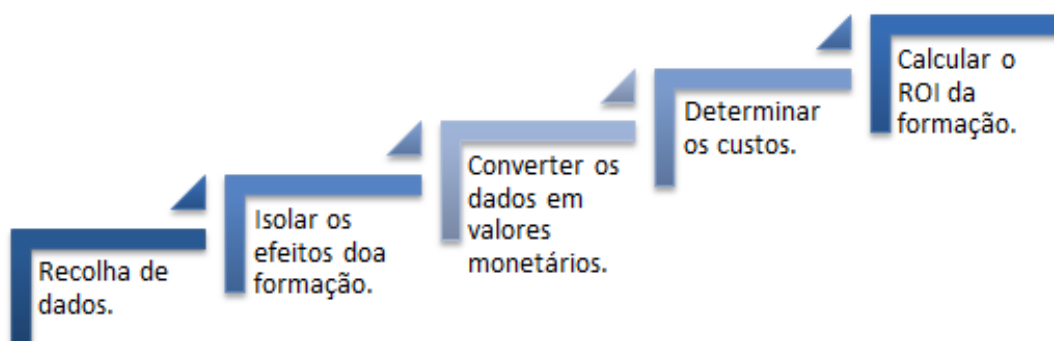 Recolha de
dados.
Isolar os
efeitos doa
formação.
Converter os
dados em
valores
monetários.
Determinar
os custos.
Calcular o
ROI da
formação.